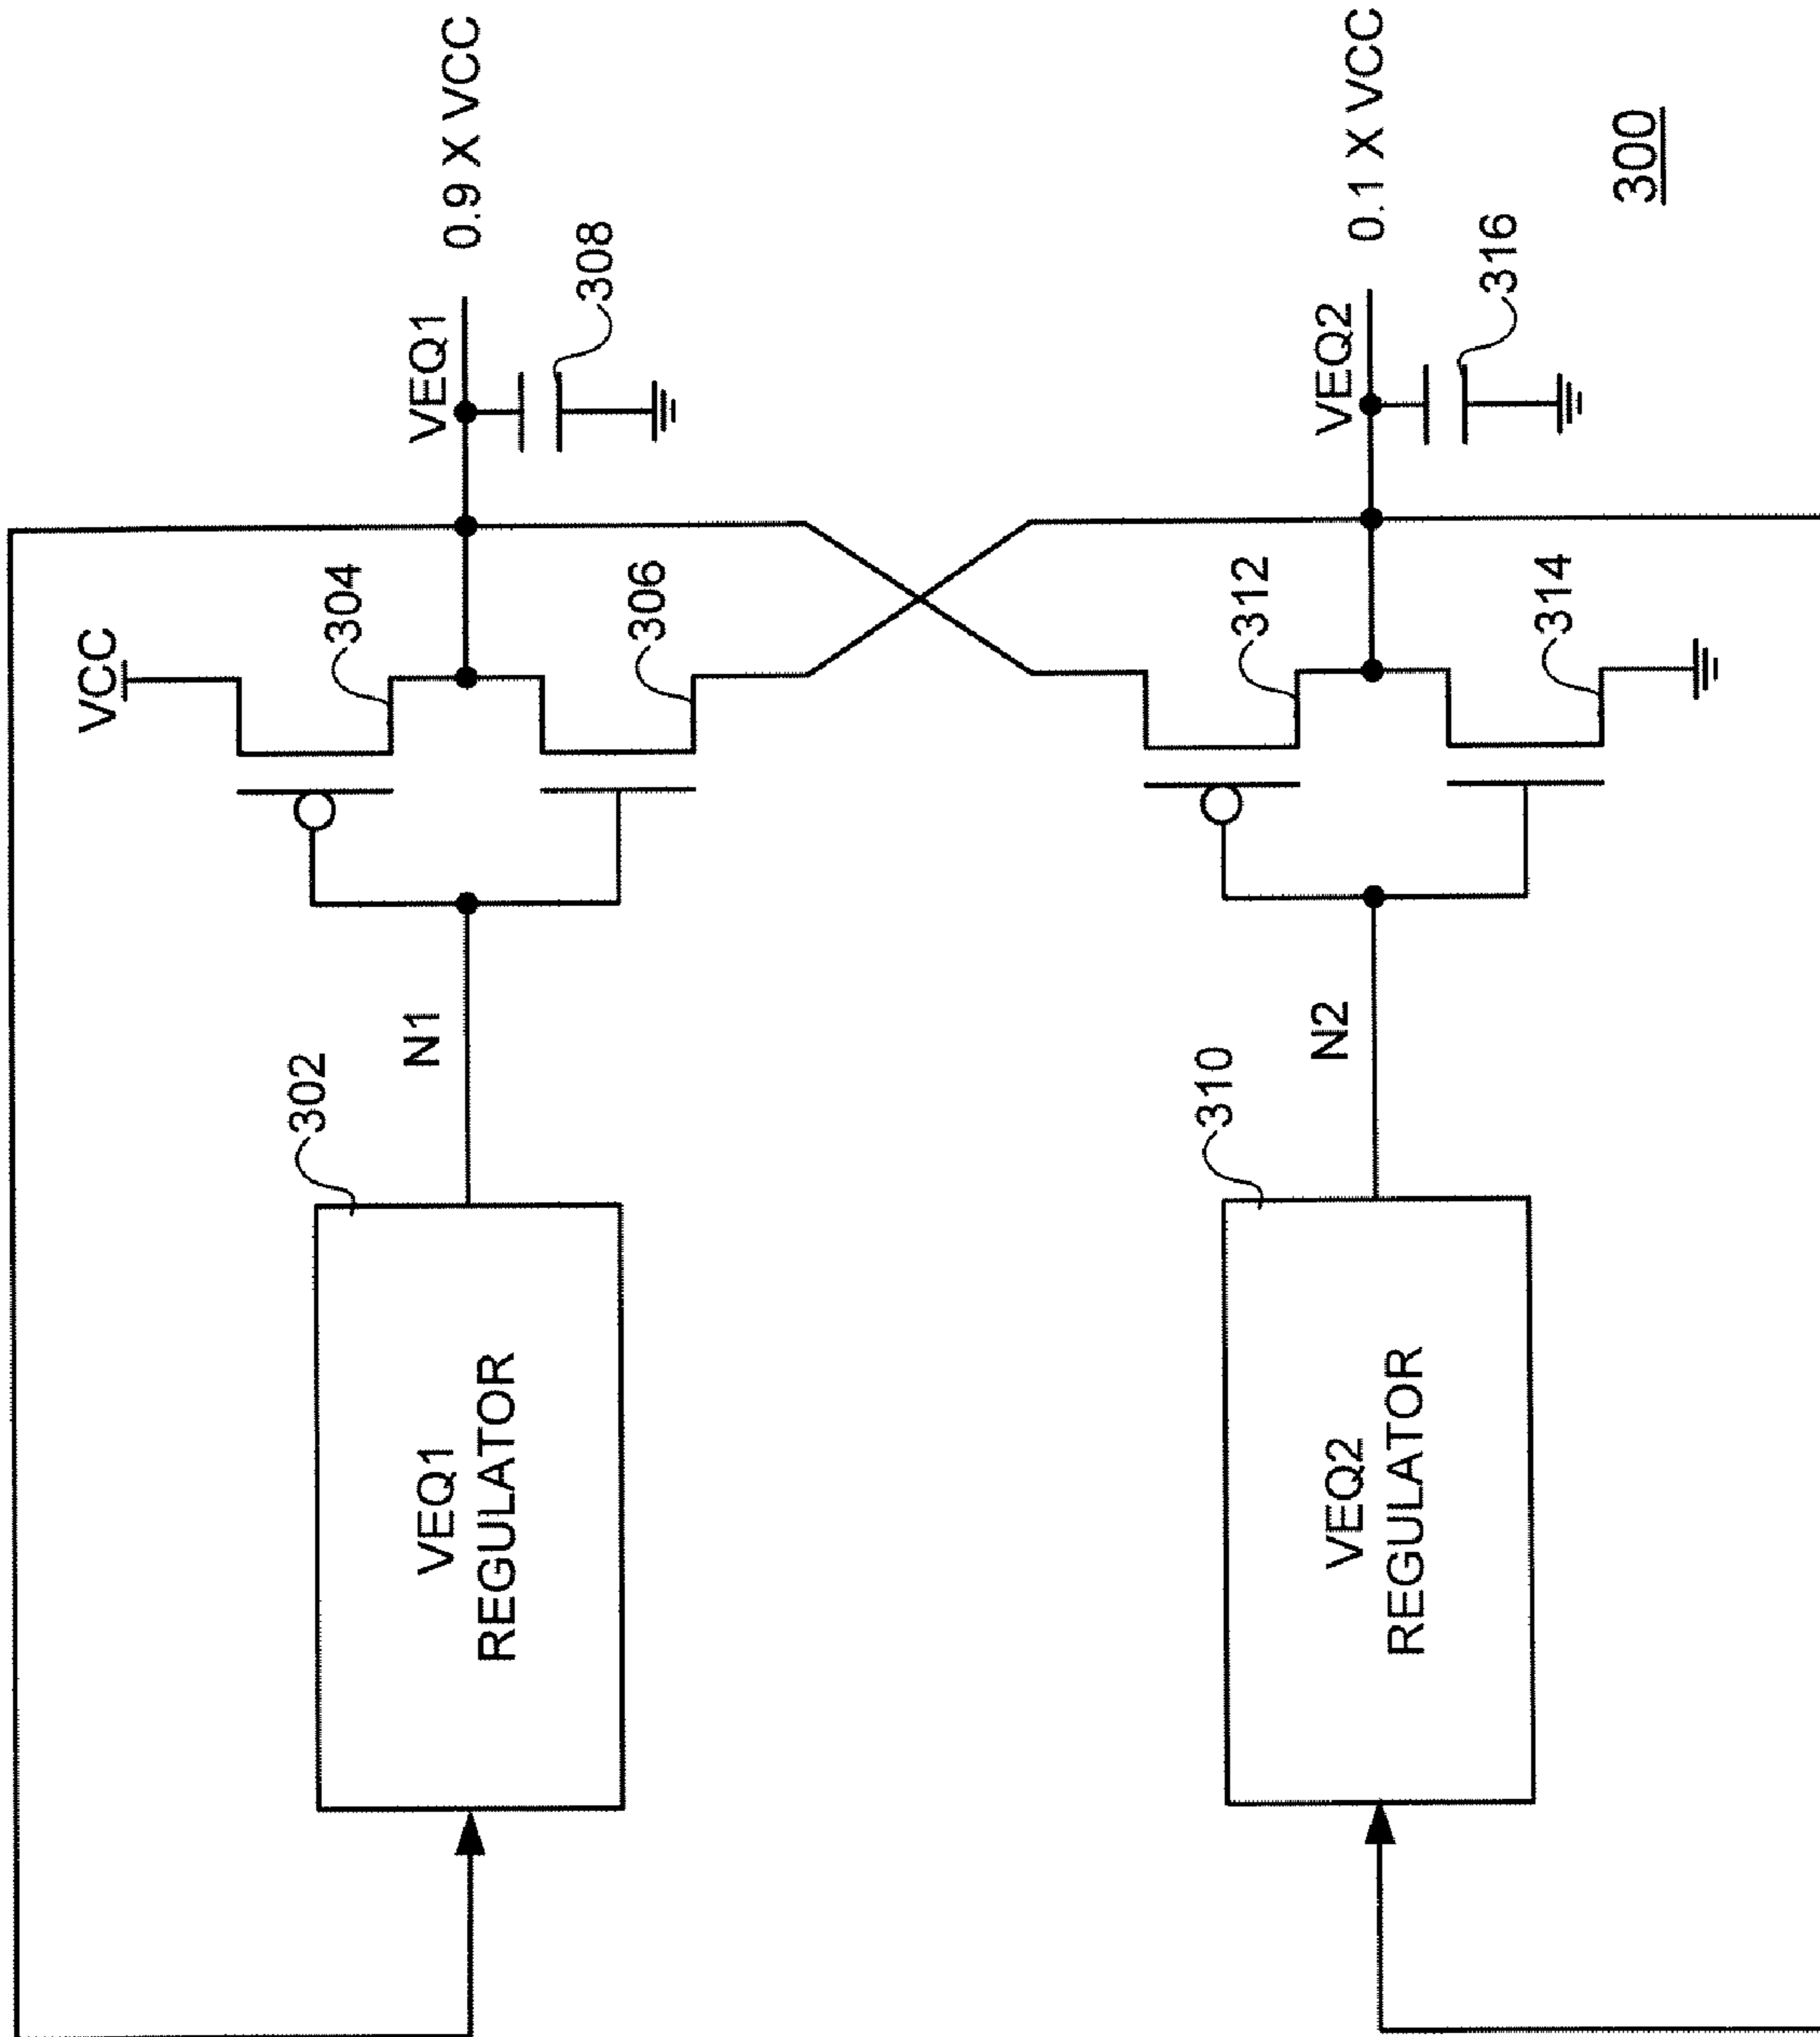 VCC
304
306
VEQ1
0.9 X VCC
308
302
N1
VEQ1
REGULATOR
312
314
VEQ2
0.1 X VCC
316
310
N2
VEQ2
REGULATOR
300